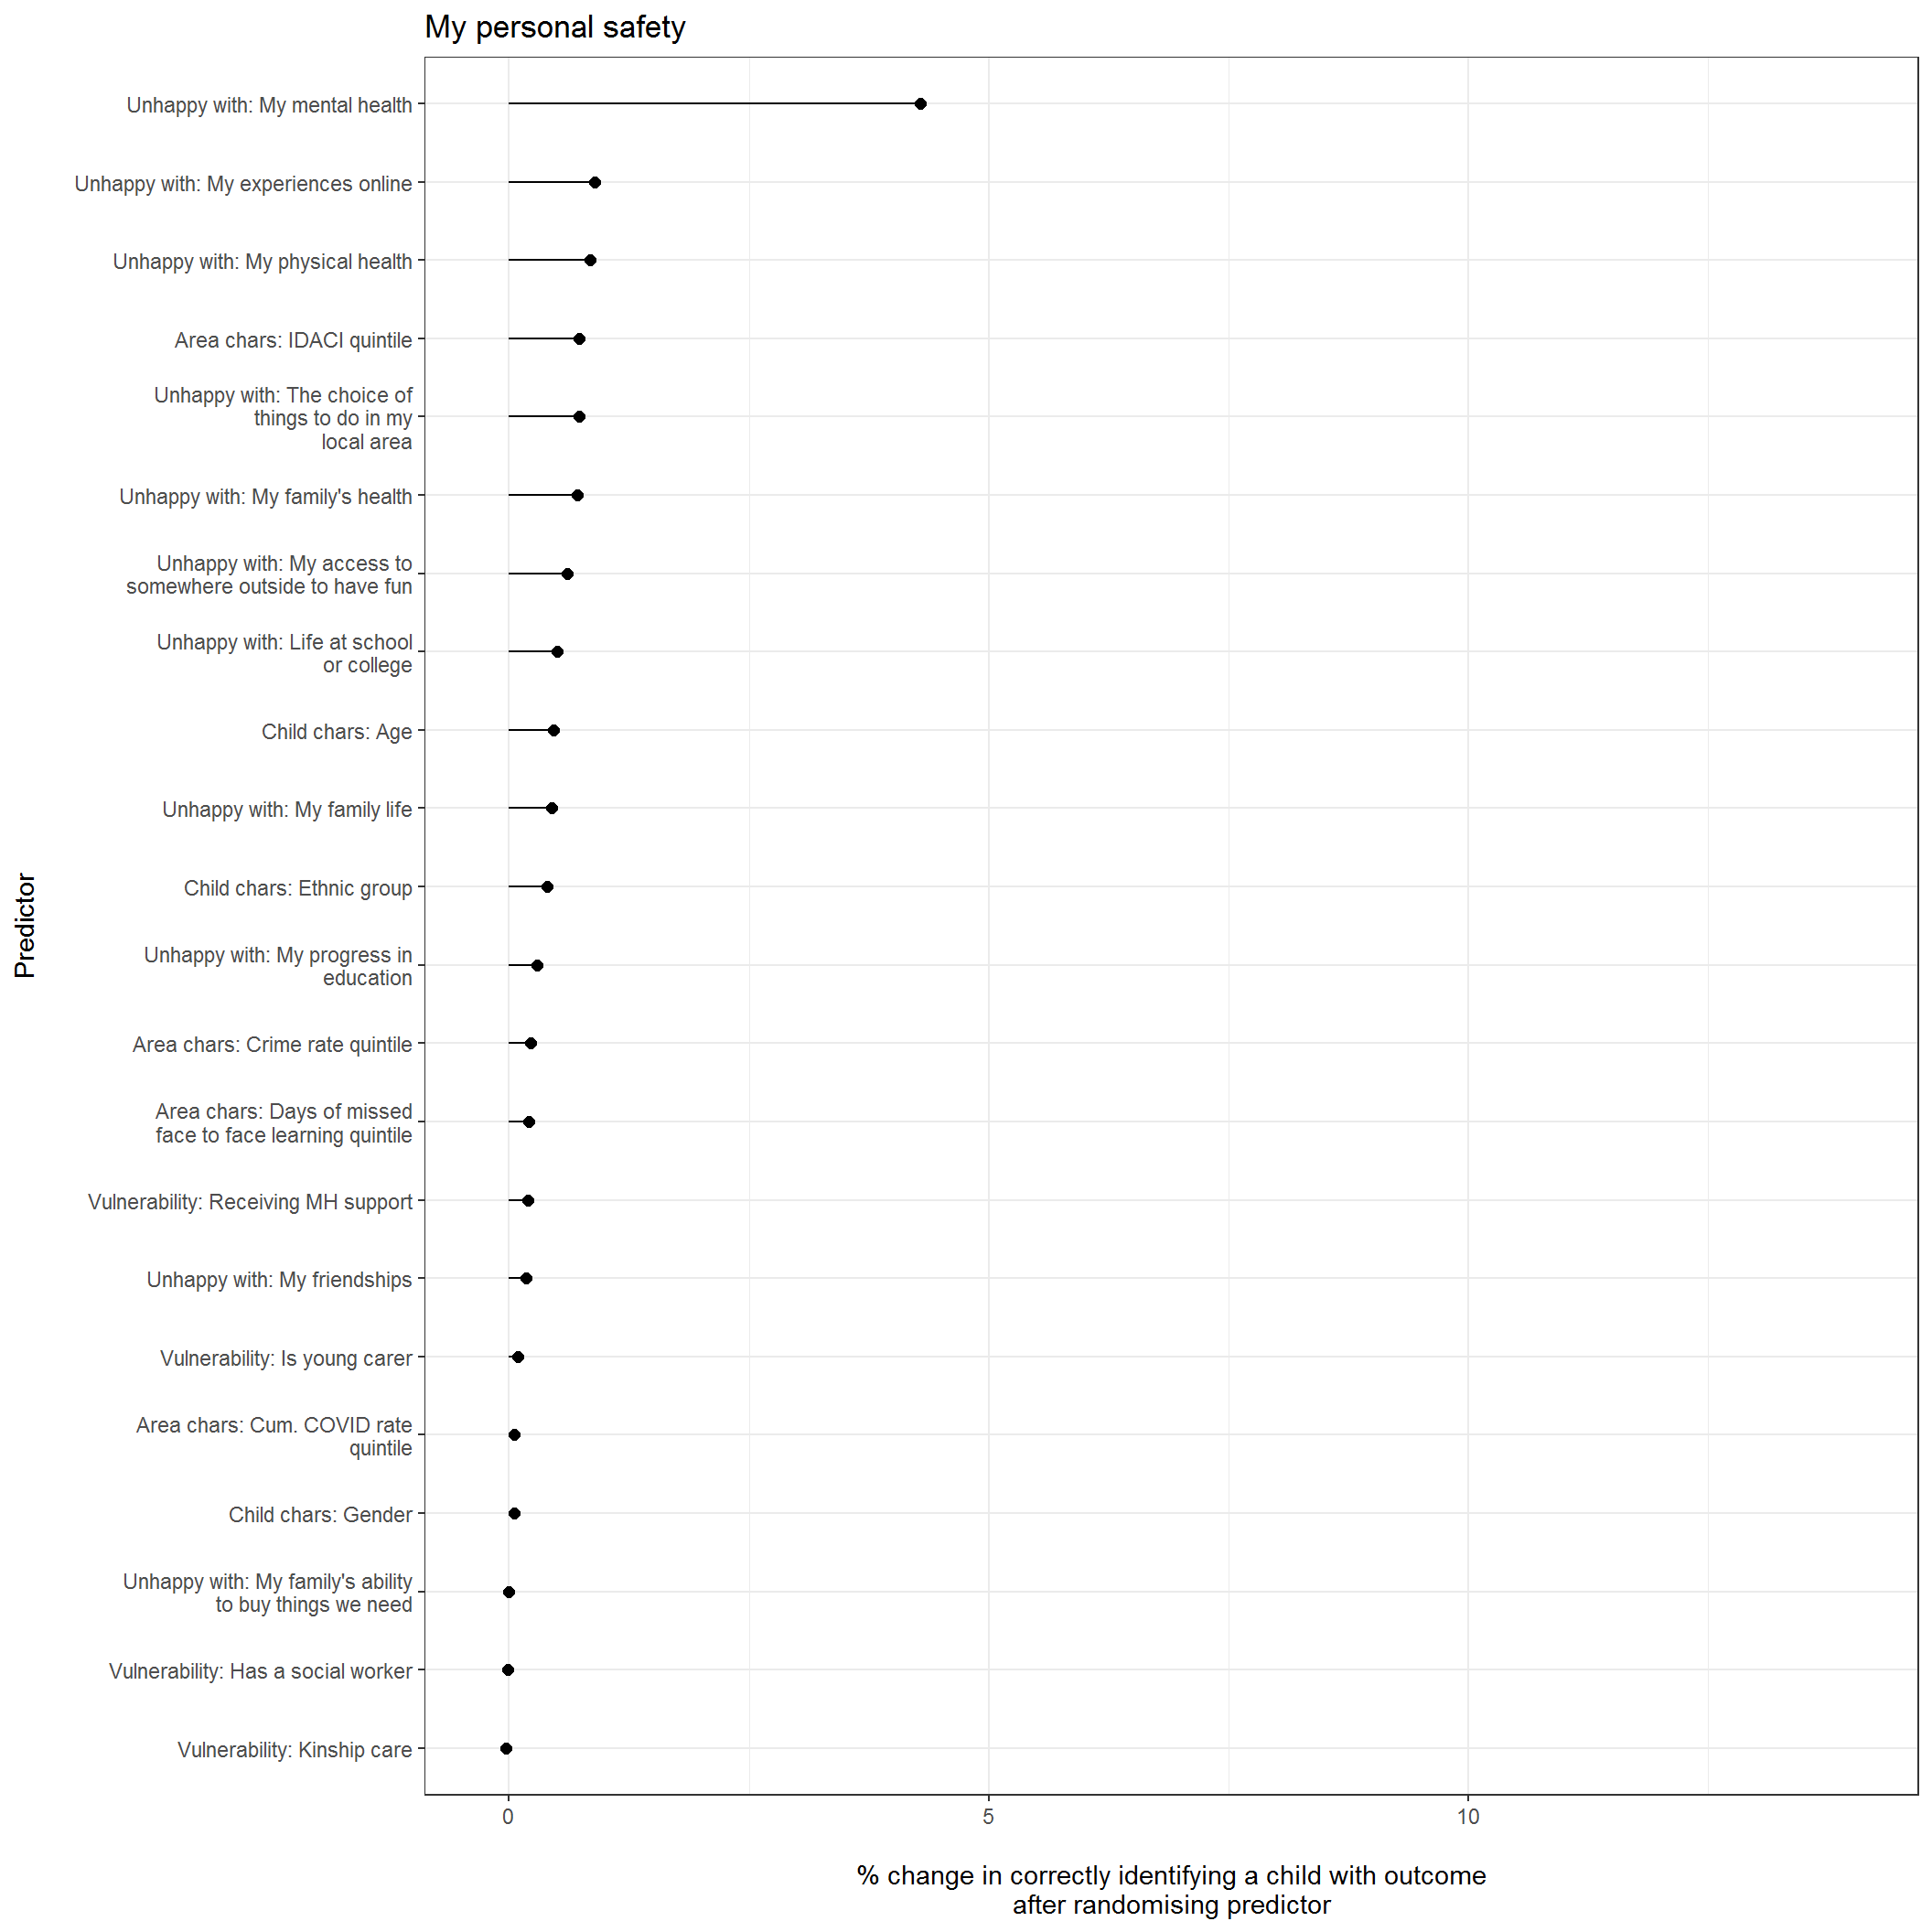 My personal safety
Unhappy with: My mental health
Unhappy with: My experiences online
Unhappy with: My physical health
Area chars: IDACI quintile
Unhappy with: The choice of
things to do in my
local area
Unhappy with: My family's health
Unhappy with: My access to
somewhere outside to have fun
Unhappy with: Life at school
or college
Child chars: Age
Unhappy with: My family life
Child chars: Ethnic group
Unhappy with: My progress in
education
Area chars: Crime rate quintile
Area chars: Days of missed
face to face learning quintile
Vulnerability: Receiving MH support
Unhappy with: My friendships
Vulnerability: Is young carer
Area chars: Cum. COVID rate
quintile
Child chars: Gender
Unhappy with: My family's ability
to buy things we need
Vulnerability: Has a social worker
Vulnerability: Kinship care
Predictor
0 5 10
% change in correctly identifying a child with outcome
after randomising predictor